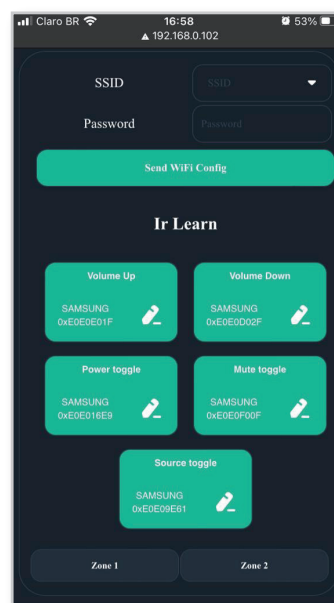 Claro BR 16:58 53%
192.168.0.102
SSID SSID
Password Password
Send WiFi Config
Ir Learn
Volume Up Volume Down
SAMSUNG SAMSUNG
0xE0E0E01F 0xE0E0D02F
Power toggle Mute toggle
SAMSUNG SAMSUNG
0xE0E016E9 0xE0E0F00F
Source toggle
SAMSUNG
0xE0E09E61
Zone 1 Zone 2